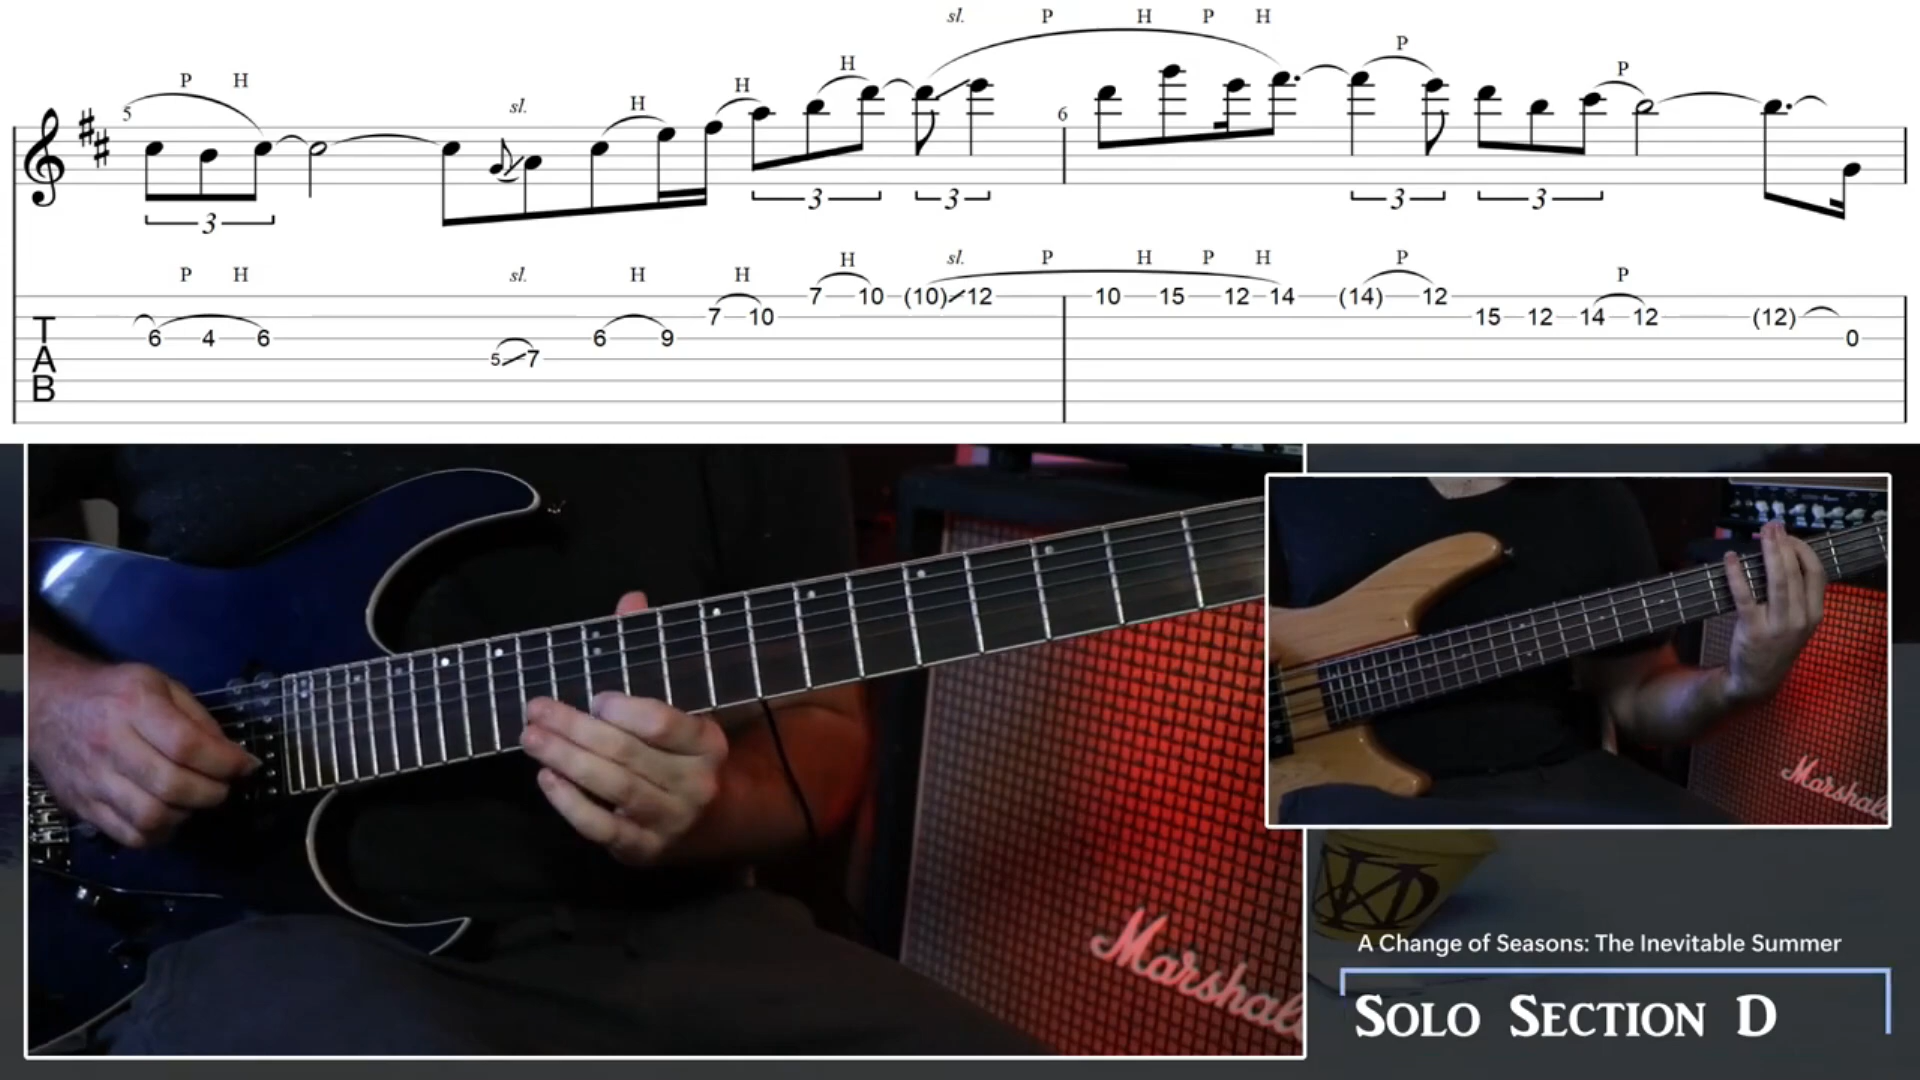 sl. P H P H
P H sl. H H H P P
5 6
3 3 3 3 3
P H sl. H H H sl. P H P H P P
7 10 (10) 12 10 15 12 14 (14) 12
7 10 15 12 14 12 (12)
T 6 4 6 6 9 0
A 5 7
B
Marshall
Marshall
A Change of Seasons: The Inevitable Summer
Solo Section D